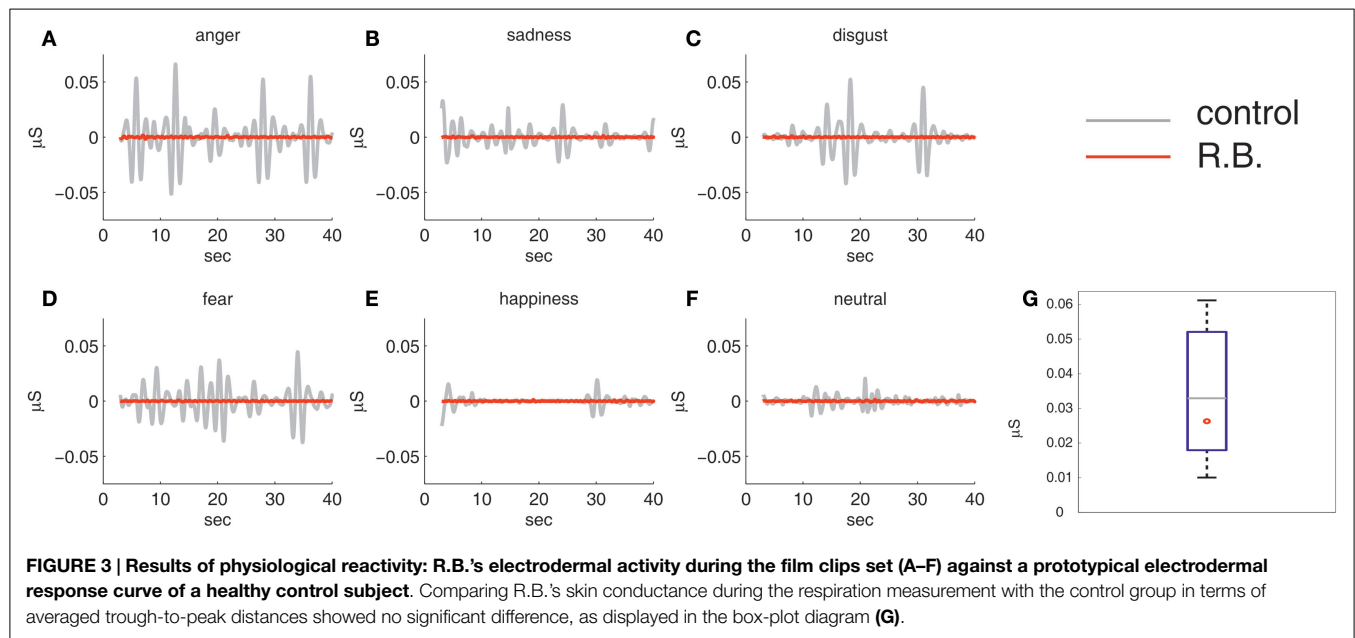 A anger
0.05
0
−0.05
μS
0 10 20 30 40
sec
B sadness
0.05
0
−0.05
μS
0 10 20 30 40
sec
C disgust
0.05
0
−0.05
μS
0 10 20 30 40
sec
control
R.B.
D fear
0.05
0
−0.05
μS
0 10 20 30 40
sec
E happiness
0.05
0
−0.05
μS
0 10 20 30 40
sec
F neutral
0.05
0
−0.05
μS
0 10 20 30 40
sec
G
0.06
0.05
0.04
0.03
0.02
0.01
0
μS
FIGURE 3 | Results of physiological reactivity: R.B.'s electrodermal activity during the film clips set (A–F) against a prototypical electrodermal
response curve of a healthy control subject. Comparing R.B.'s skin conductance during the respiration measurement with the control group in terms of
averaged trough-to-peak distances showed no significant difference, as displayed in the box-plot diagram (G).